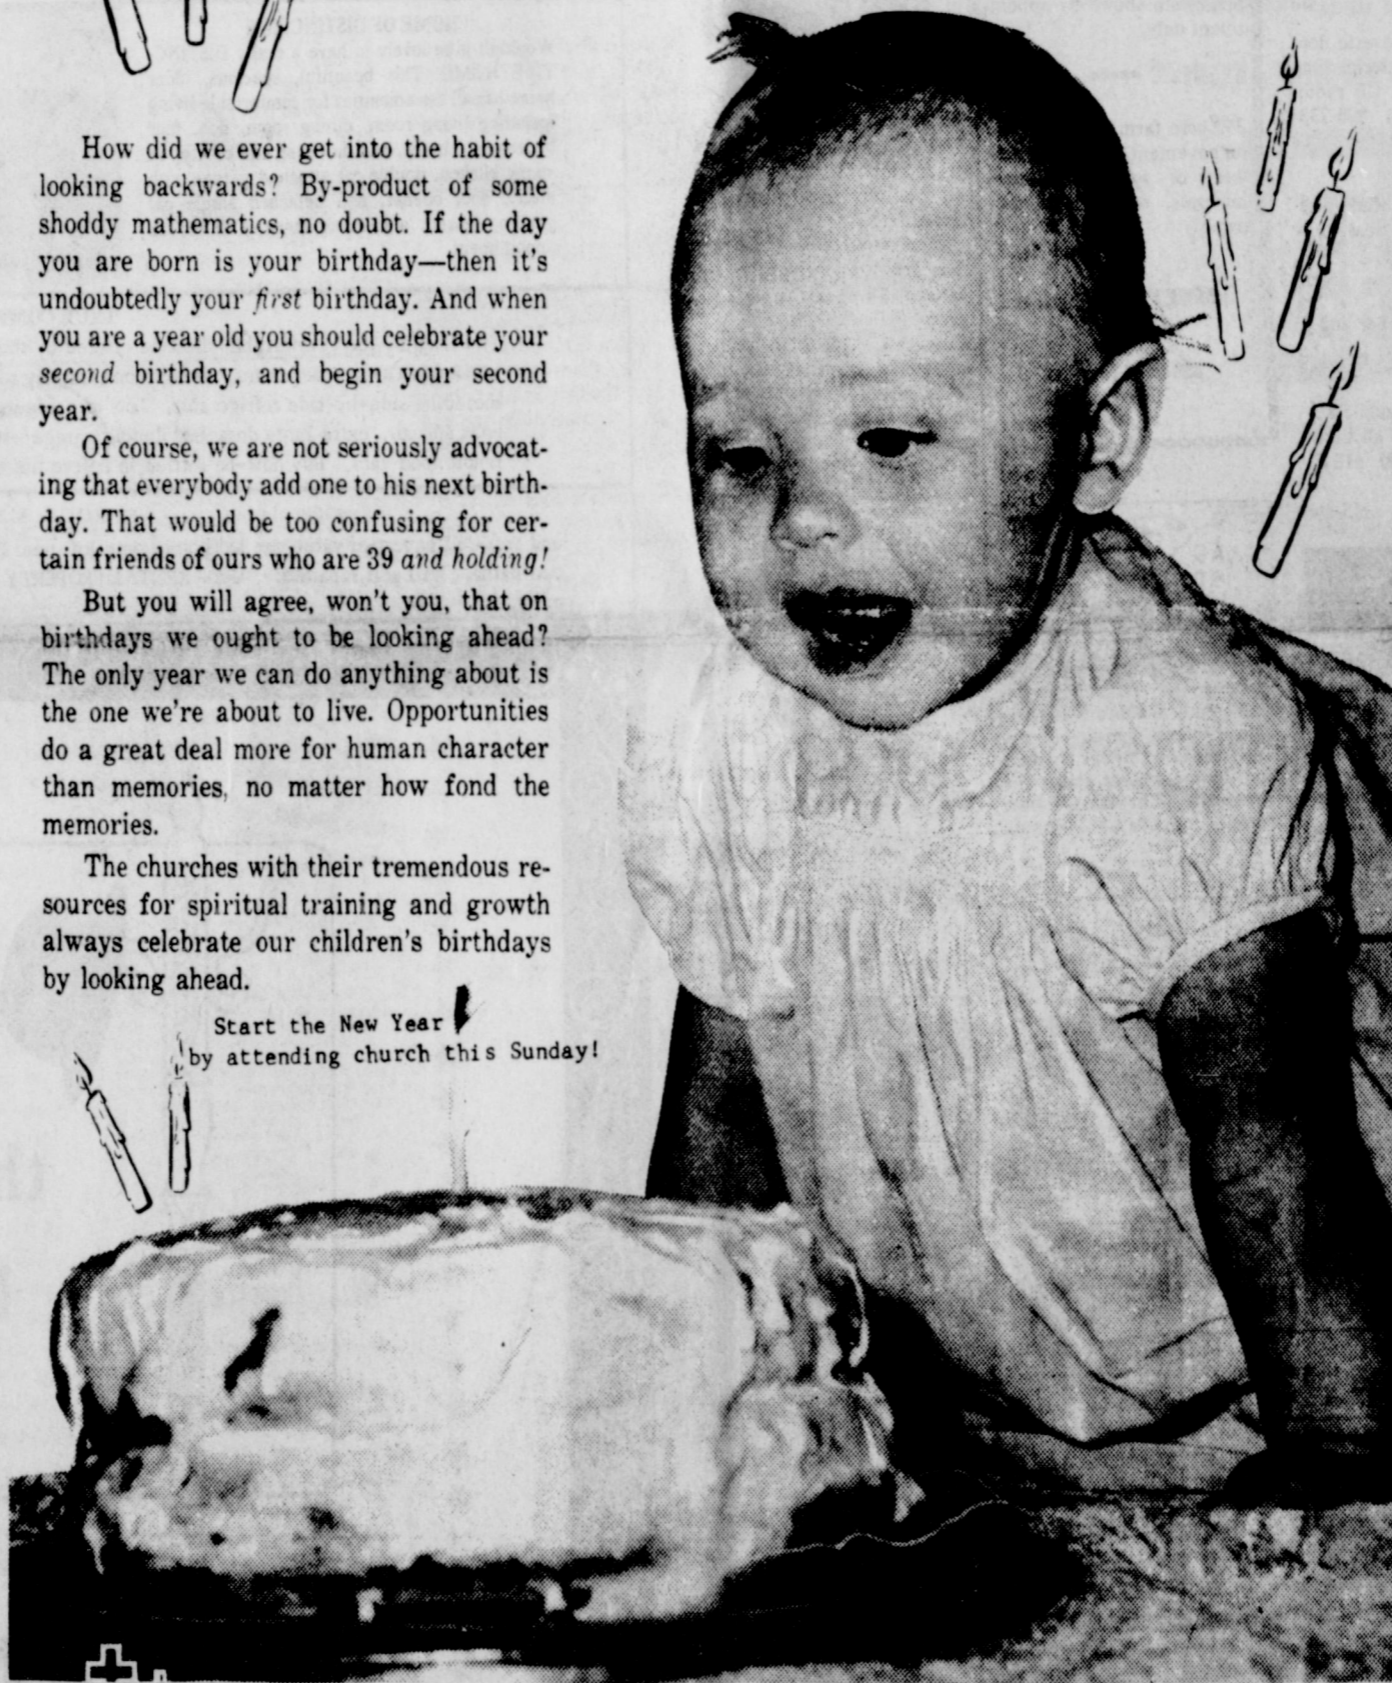 How did we ever get into the habit of
looking backwards? By-product of some
shoddy mathematics, no doubt. If the day
you are born is your birthday—then it's
undoubtedly your first birthday. And when
you are a year old you should celebrate your
second birthday, and begin your second
year.
Of course, we are not seriously advocat-
ing that everybody add one to his next birth-
day. That would be too confusing for cer-
tain friends of ours who are 39 and holding!
But you will agree, won't you, that on
birthdays we ought to be looking ahead?
The only year we can do anything about is
the one we're about to live. Opportunities
do a great deal more for human character
than memories, no matter how fond the
memories.
The churches with their tremendous re-
sources for spiritual training and growth
always celebrate our children's birthdays
by looking ahead.
Start the New Year
by attending church this Sunday!